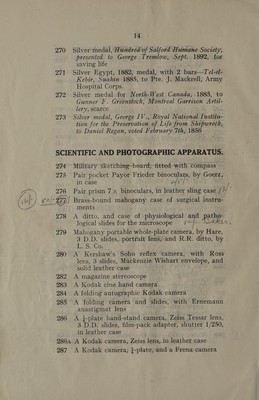 14
270 Silver medal, Hundred of Salford Humane Society,
presented to George Tremlow, Sept. 1892, for
saving life
271 Silver Egypt, 1882, medal, with 2 bars—Tel-el-
Kebir, Suakin 1885, to Pte. J. Mackrell, Army
Hospital Corps.
272 Silver medal for North-West Canada, 1885, to
Gunner F. Greenstock, Montreal Garrison Artil-
lery, scarce
273 Silver medal, George IV., Royal National Institu-
tion for the Preservation of Life from Shipwreck,
to Daniel Regan, voted February 7th, 1856
SCIENTIFIC AND PHOTOGRAPHIC APPARATUS.
274 Military sketching board, fitted with compass
275 Pair pocket Payor Frieder binoculars, by Goerz,
in case
276 Pair prism 7 x binoculars, in leather sling case
277 Brass-bound mahogany case of surgical instru-
ments
278 A ditto, and case of physiological and patho-
logical slides for the microscope
279 Mahogany portable whole-plate camera, by Hare,
3 D.D. slides, portrait lens, and R.R. ditto, by
L. S. Co.
280 A Kershaw's Soho reflex camera, with Ross
lens, 3 slides, Mackenzie Wishart envelope, and
solid leather case
282 A magazine stereoscope
283 A Kodak cine hand camera
284 A folding autographic Kodak camera
285 A folding camera and slides, with Ernemann
anastigmat lens
286 A ¼-plate hand-stand camera, Zeiss Tessar lens,
3 D.D. slides, film-pack adapter, shutter 1/250,
in leather case
286A A Kodak camera, Zeiss lens, in leather case
287 A Kodak camera, ¼-plate, and a Frena camera